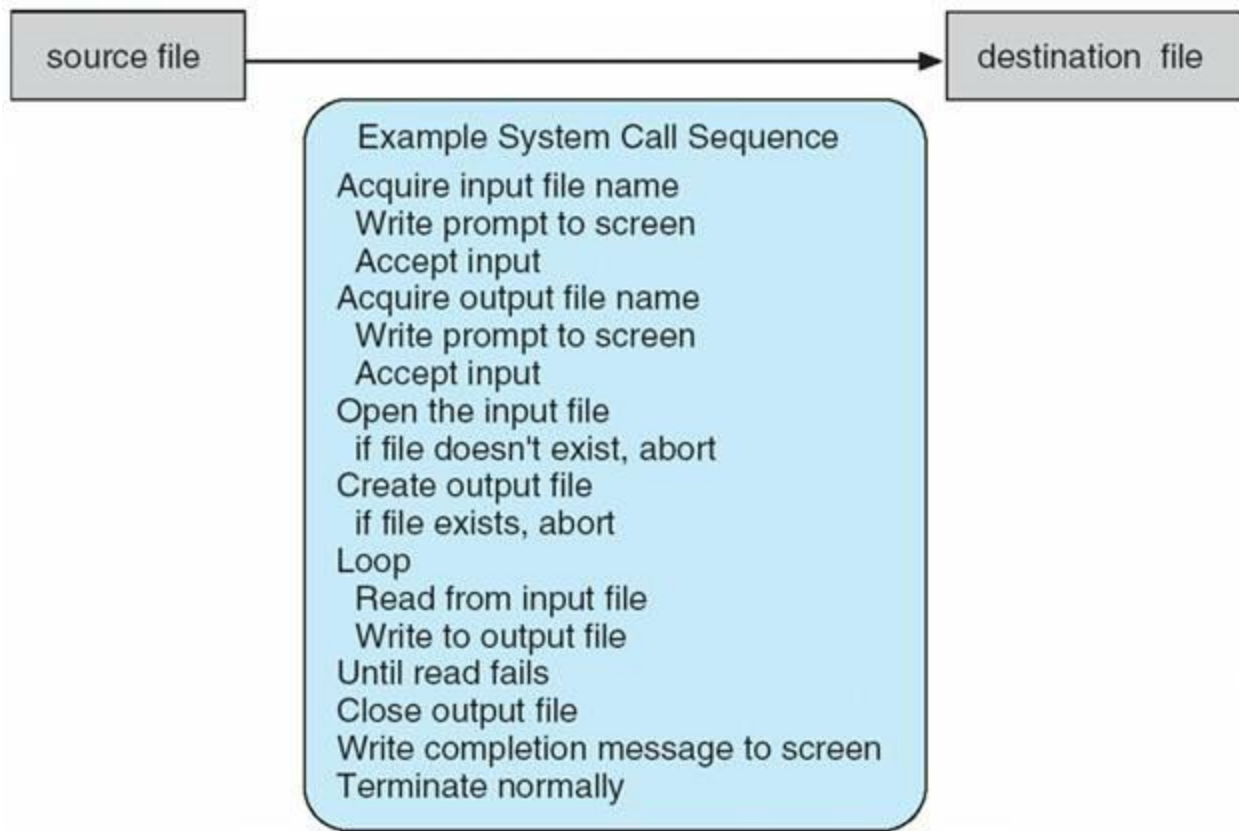 source file
destination file
Example System Call Sequence
Acquire input file name
Write prompt to screen
Accept input
Acquire output file name
Write prompt to screen
Accept input
Open the input file
if file doesn't exist, abort
Create output file
if file exists, abort
Loop
Read from input file
Write to output file
Until read fails
Close output file
Write completion message to screen
Terminate normally